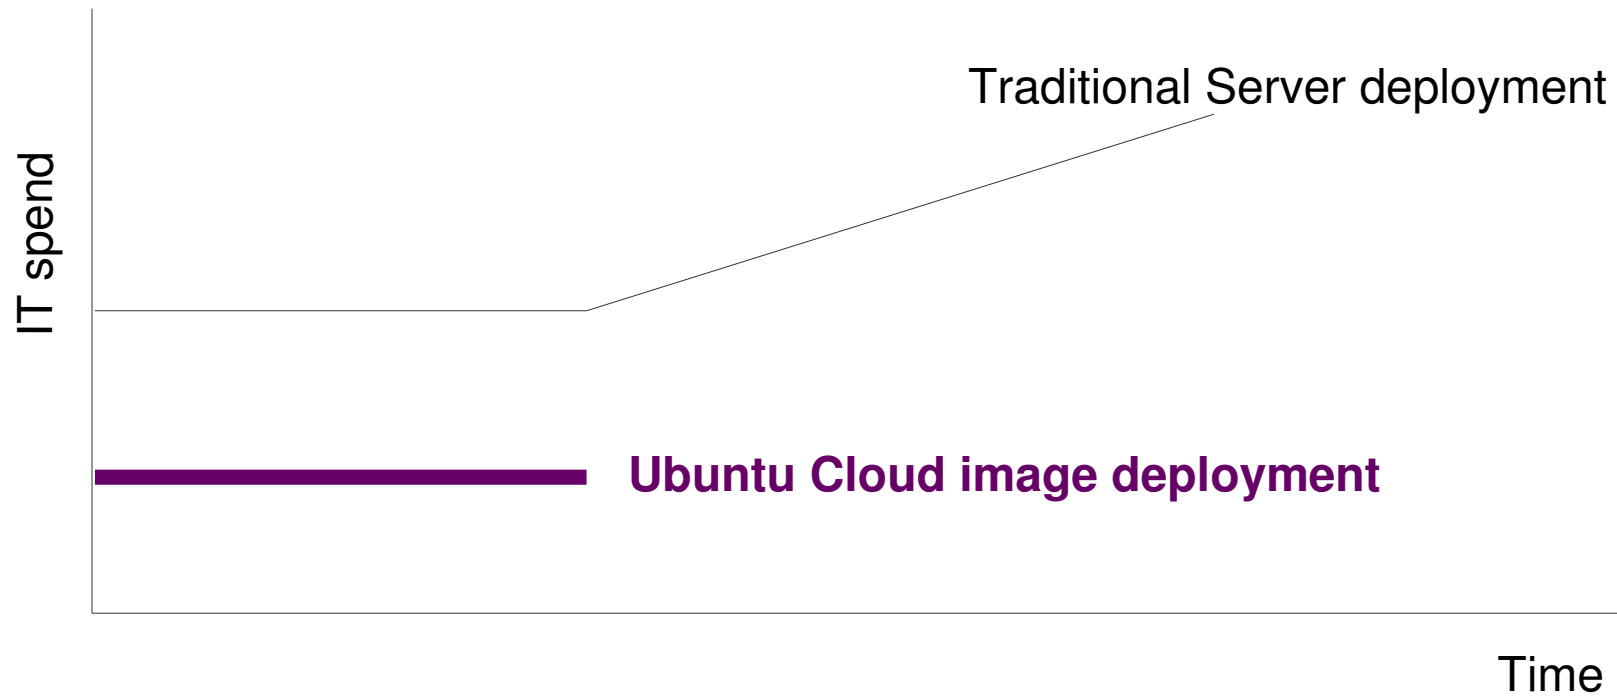 Traditional Server deployment
IT spend
Ubuntu Cloud image deployment
Time